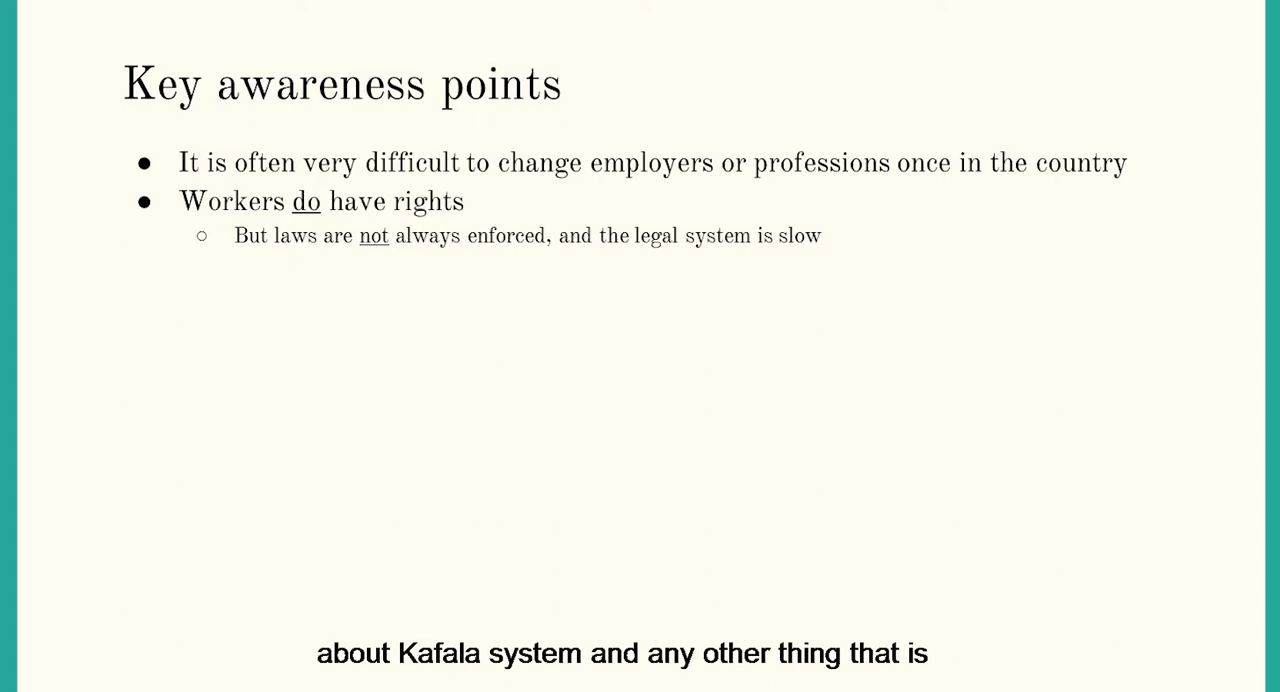 Key awareness points
● It is often very difficult to change employers or professions once in the country
● Workers do have rights
○ But laws are not always enforced, and the legal system is slow
about Kafala system and any other thing that is